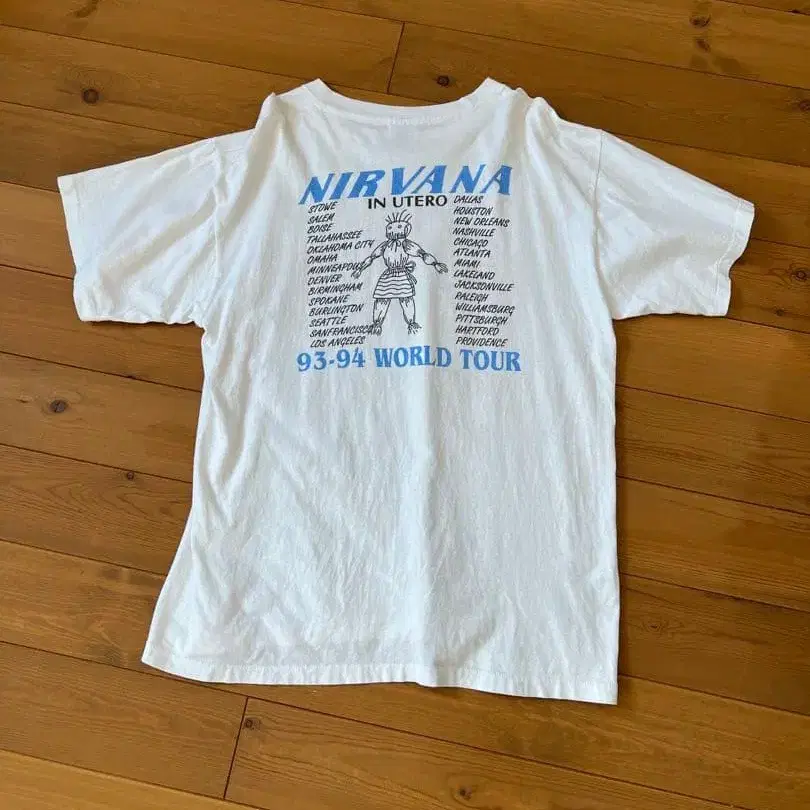 NIRVANA
IN UTERO
STOWE
SALEM
BOISE
TALLAHASSEE
OKLAHOMA CITY
OMAHA
MINNEAPOLIS
DENVER
BIRMINGHAM
SPOKANE
BURLINGTON
SEATTLE
SANFRANCISCO
LOS ANGELES
DALLAS
HOUSTON
NEW ORLEANS
NASHVILLE
CHICAGO
ATLANTA
MIAMI
LAKELAND
JACKSONVILLE
RALEIGH
WILLIAMSBURG
PITTSBURGH
HARTFORD
PROVIDENCE
93-94 WORLD TOUR